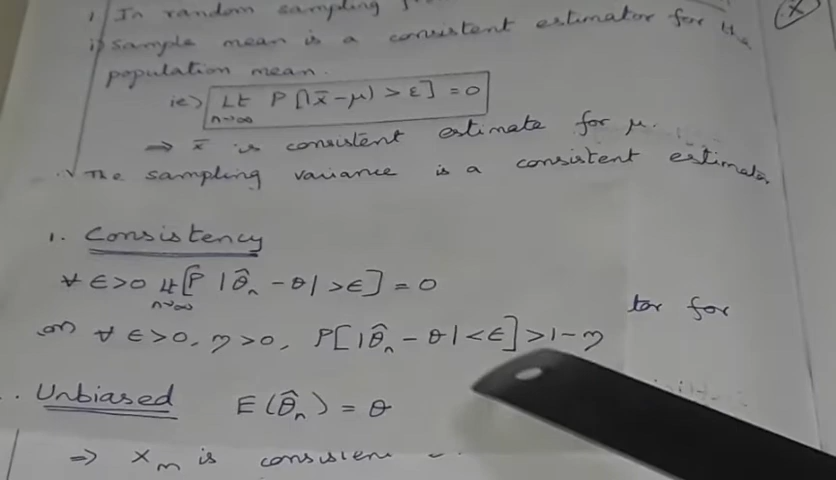 1) In random sampling
i) Sample mean is a consistent estimator for the
population mean.
ie) Lt n→∞ P[|x̄-μ) > ε] = 0
⇒ x̄ is consistent estimate for μ.
The sampling variance is a consistent
1. Consistency
∀ ε>0 Lt n→∞ [P |θ̂n - θ| > ε] = 0
or ∀ ε>0, η>0, P[|θ̂n - θ| < ε] > 1-η
tor for
Unbiased E(θ̂n) = θ
⇒ is